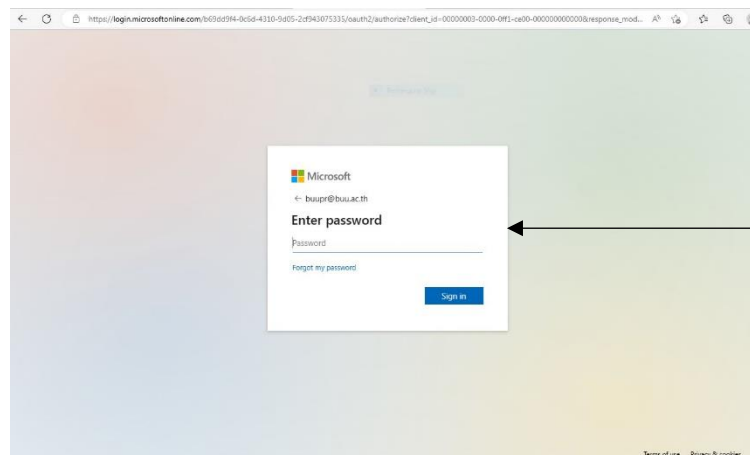 https://login.microsoftonline.com/b69dd9f4-0c6d-4310-9d05-2cf943075335/oauth2/authorize?client_id=00000003-0000-0ff1-ce00-000000000000&response_mod...
Microsoft
← buupr@buu.ac.th
Enter password
Password
Forgot my password
Sign in
Terms of use Privacy & cookies